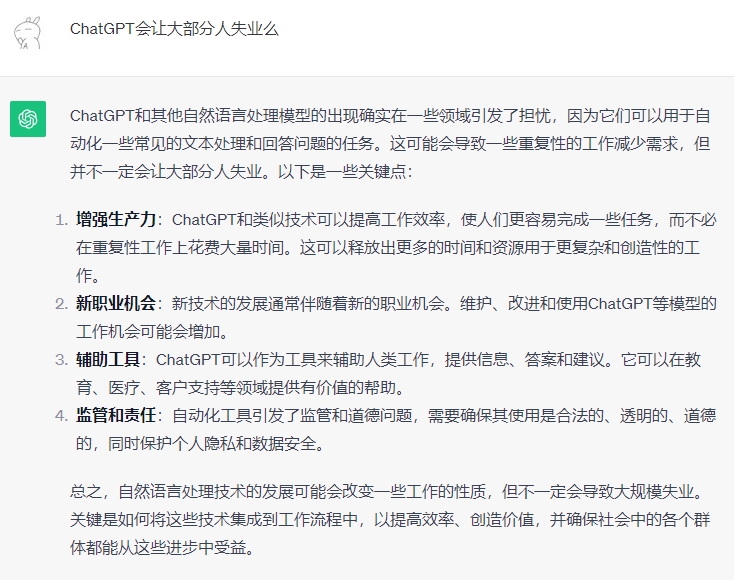 ChatGPT会让大部分人失业么
ChatGPT和其他自然语言处理模型的出现确实在一些领域引发了担忧，因为它们可以用于自
动化一些常见的文本处理和回答问题的任务。这可能会导致一些重复性的工作减少需求，但
并不一定会让大部分人失业。以下是一些关键点：
1. 增强生产力：ChatGPT和类似技术可以提高工作效率，使人们更容易完成一些任务，而不必
在重复性工作上花费大量时间。这可以释放出更多的时间和资源用于更复杂和创造性的工
作。
2. 新职业机会：新技术的发展通常伴随着新的职业机会。维护、改进和使用ChatGPT等模型的
工作机会可能会增加。
3. 辅助工具：ChatGPT可以作为工具来辅助人类工作，提供信息、答案和建议。它可以在教
育、医疗、客户支持等领域提供有价值的帮助。
4. 监管和责任：自动化工具引发了监管和道德问题，需要确保其使用是合法的、透明的、道德
的，同时保护个人隐私和数据安全。
总之，自然语言处理技术的发展可能会改变一些工作的性质，但不一定会导致大规模失业。
关键是如何将这些技术集成到工作流程中，以提高效率、创造价值，并确保社会中的各个群
体都能从这些进步中受益。